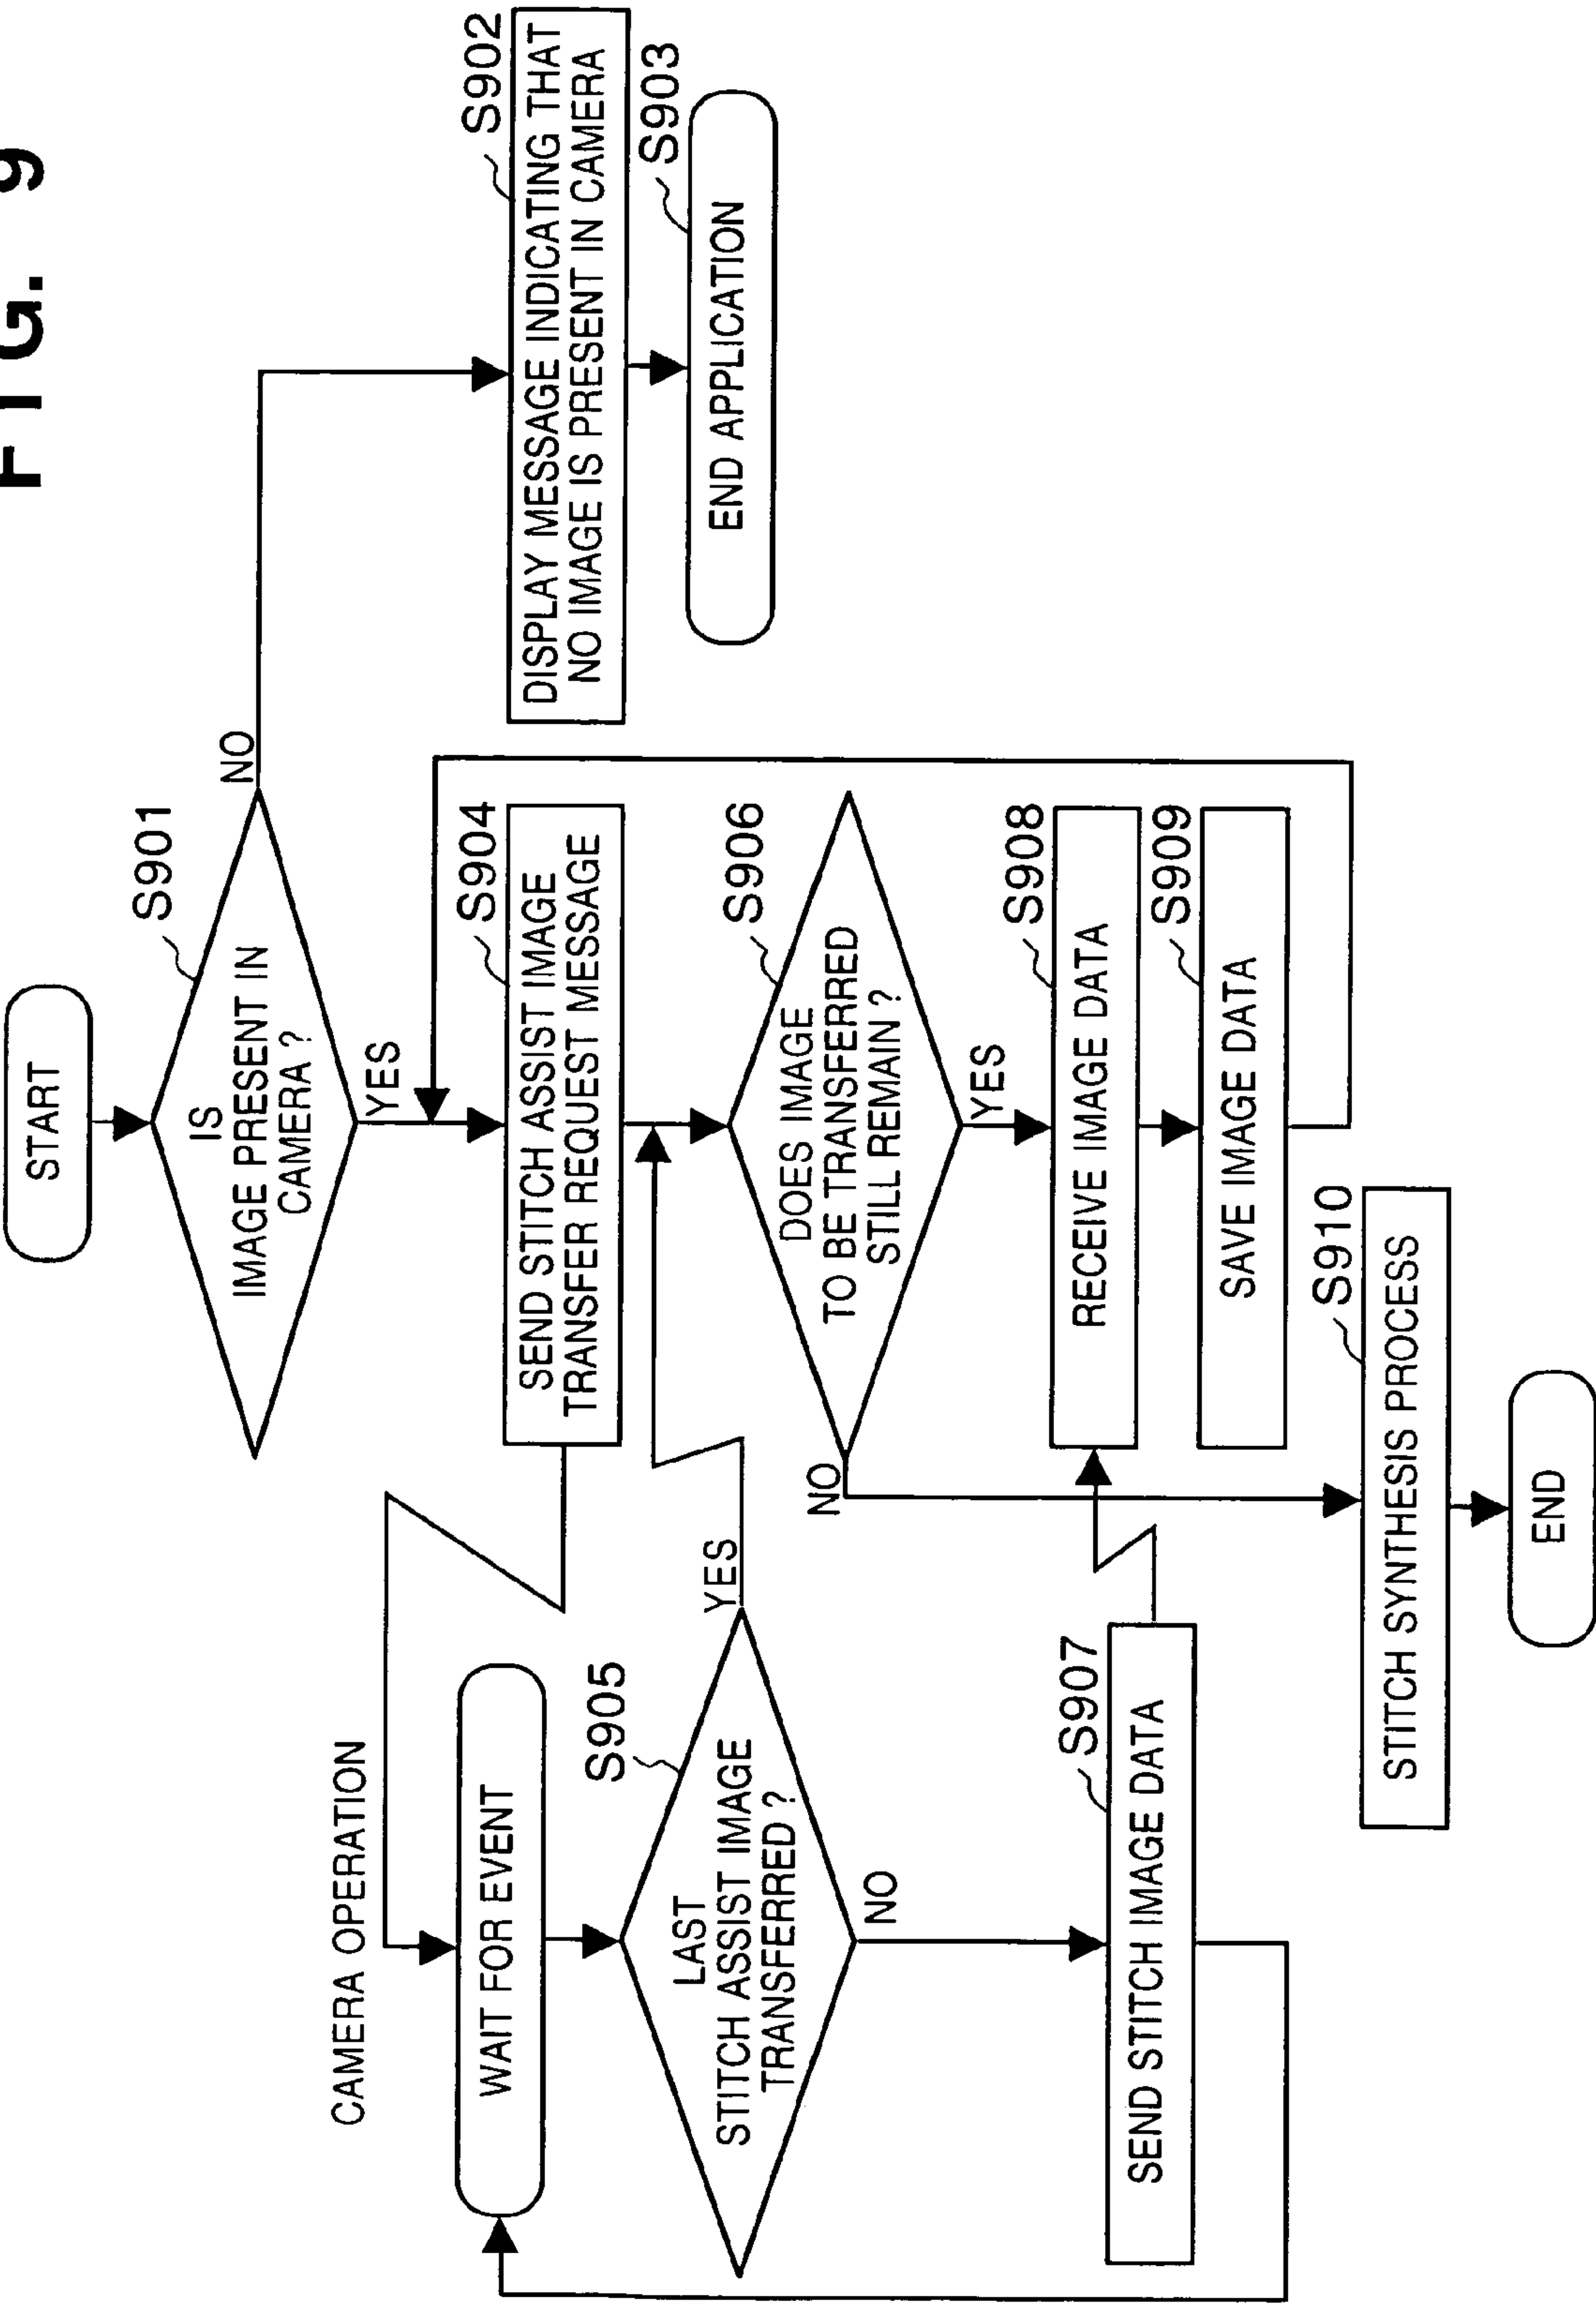 FIG. 9
START
S901
IS
IMAGE PRESENT IN
CAMERA ?
NO
YES
S902
DISPLAY MESSAGE INDICATING THAT
NO IMAGE IS PRESENT IN CAMERA
S903
END APPLICATION
S904
SEND STITCH ASSIST IMAGE
TRANSFER REQUEST MESSAGE
CAMERA OPERATION
WAIT FOR EVENT
S905
LAST
STITCH ASSIST IMAGE
TRANSFERRED ?
YES
NO
S906
DOES IMAGE
TO BE TRANSFERRED
STILL REMAIN ?
NO
YES
S907
SEND STITCH IMAGE DATA
S908
RECEIVE IMAGE DATA
S909
SAVE IMAGE DATA
S910
STITCH SYNTHESIS PROCESS
END